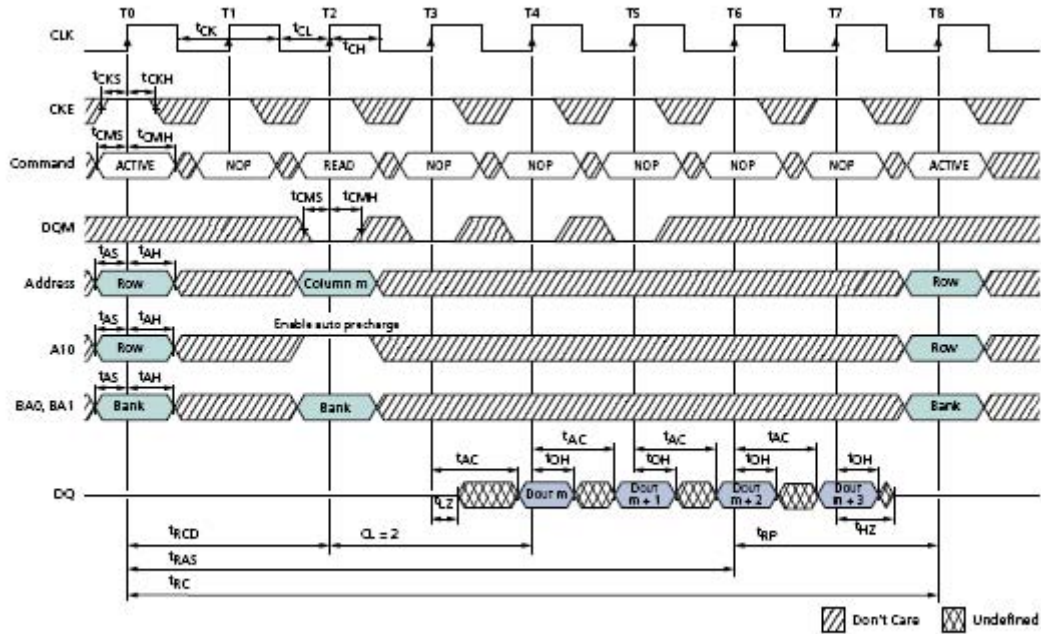 T0 T1 T2 T3 T4 T5 T6 T7 T8
CLK
tCK tCL
tCH
tCKS tCKH
CKE
tCMS tCMH
Command ACTIVE NOP READ NOP NOP NOP NOP NOP ACTIVE
tCMS tCMH
DQM
tAS tAH
Address Row Column m Row
Enable auto precharge
tAS tAH
A10 Row Row
tAS tAH
BA0, BA1 Bank Bank Bank
tAC tAC tAC tAC
tOH tOH tOH tOH
DQ DOUT m DOUT m + 1 DOUT m + 2 DOUT m + 3
tLZ tHZ
tRCD CL = 2 tRP
tRAS
tRC
Don't Care Undefined